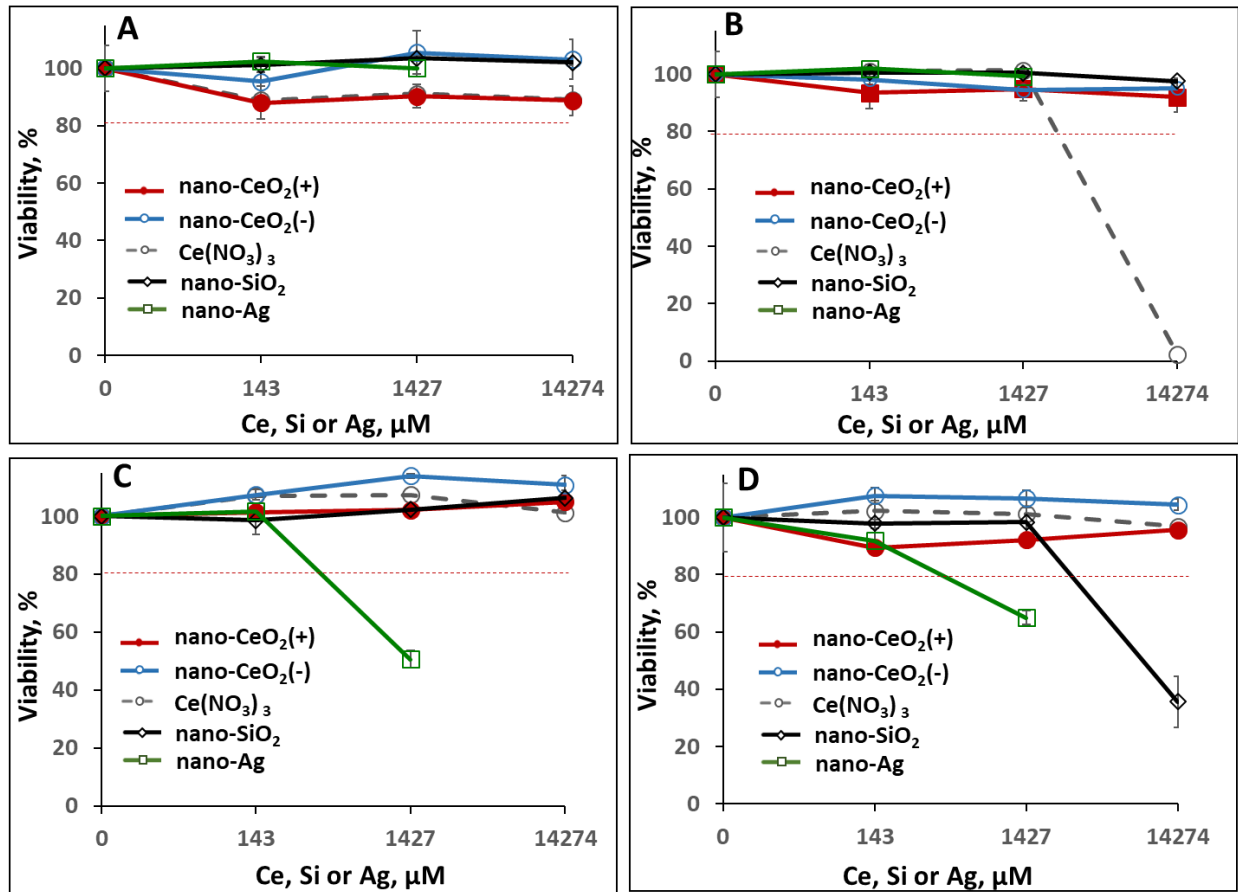 A
Viability, %
100
80
60
40
20
0
nano-CeO₂(+)
nano-CeO₂(-)
Ce(NO₃)₃
nano-SiO₂
nano-Ag
0 143 1427 14274
Ce, Si or Ag, µM
B
Viability, %
100
80
60
40
20
0
nano-CeO₂(+)
nano-CeO₂(-)
Ce(NO₃)₃
nano-SiO₂
nano-Ag
0 143 1427 14274
Ce, Si or Ag, µM
C
Viability, %
100
80
60
40
20
0
nano-CeO₂(+)
nano-CeO₂(-)
Ce(NO₃)₃
nano-SiO₂
nano-Ag
0 143 1427 14274
Ce, Si or Ag, µM
D
Viability, %
100
80
60
40
20
0
nano-CeO₂(+)
nano-CeO₂(-)
Ce(NO₃)₃
nano-SiO₂
nano-Ag
0 143 1427 14274
Ce, Si or Ag, µM